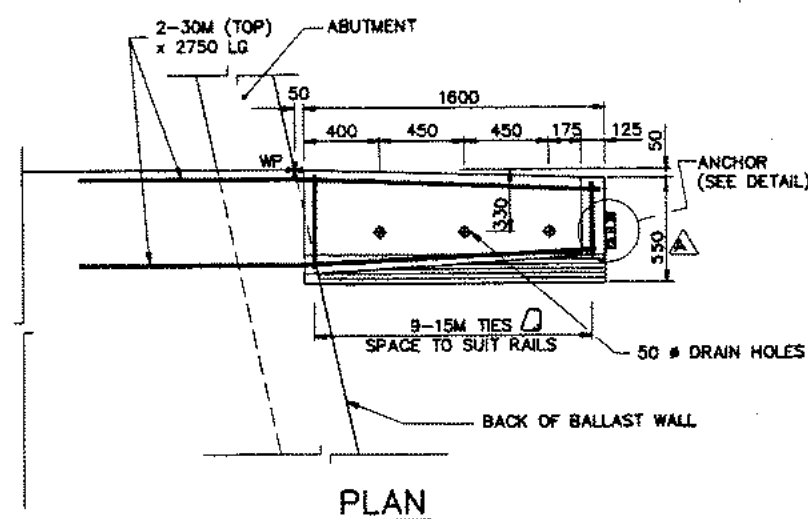 2-30M (TOP)
x 2750 LG
ABUTMENT
50
1600
400
450
450
175
125
50
WP
330
ANCHOR
(SEE DETAIL)
550
A
9-15M TIES
SPACE TO SUIT RAILS
50 ø DRAIN HOLES
BACK OF BALLAST WALL
PLAN